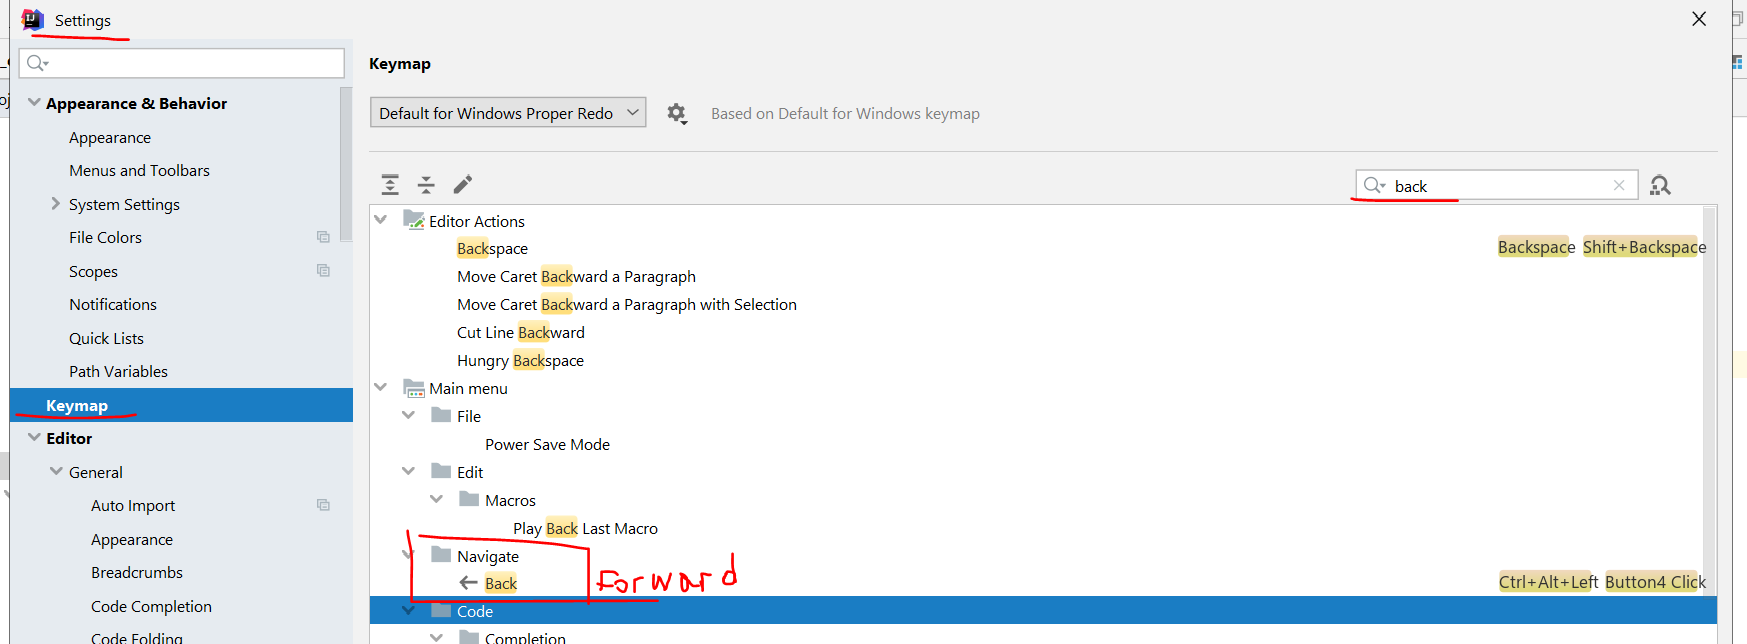 Settings
Appearance & Behavior
Appearance
Menus and Toolbars
System Settings
File Colors
Scopes
Notifications
Quick Lists
Path Variables
Keymap
Editor
General
Auto Import
Appearance
Breadcrumbs
Code Completion
Code Folding
Keymap
Default for Windows Proper Redo
Based on Default for Windows keymap
back
Editor Actions
Backspace Backspace Shift+Backspace
Move Caret Backward a Paragraph
Move Caret Backward a Paragraph with Selection
Cut Line Backward
Hungry Backspace
Main menu
File
Power Save Mode
Edit
Macros
Play Back Last Macro
Navigate
Back Forward Ctrl+Alt+Left Button4 Click
Code
Completion